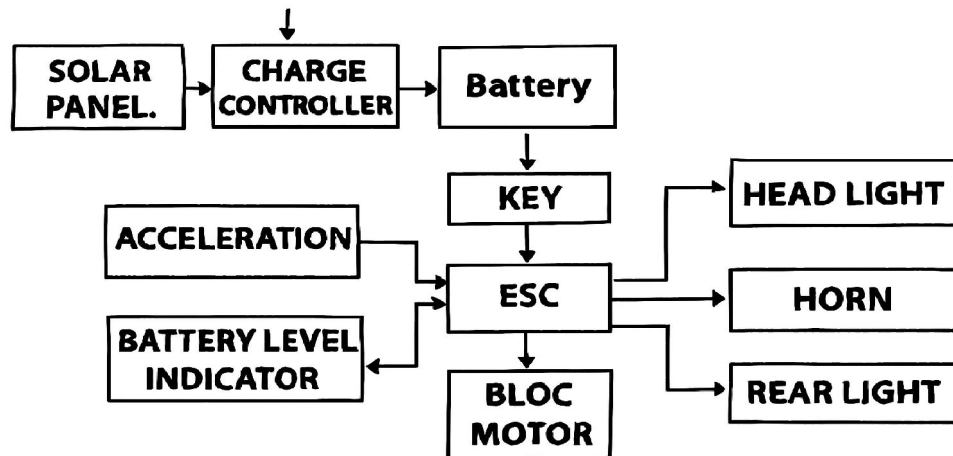 SOLAR
PANEL.
CHARGE
CONTROLLER
Battery
KEY
HEAD LIGHT
ACCELERATION
ESC
HORN
BATTERY LEVEL
INDICATOR
BLOC
MOTOR
REAR LIGHT